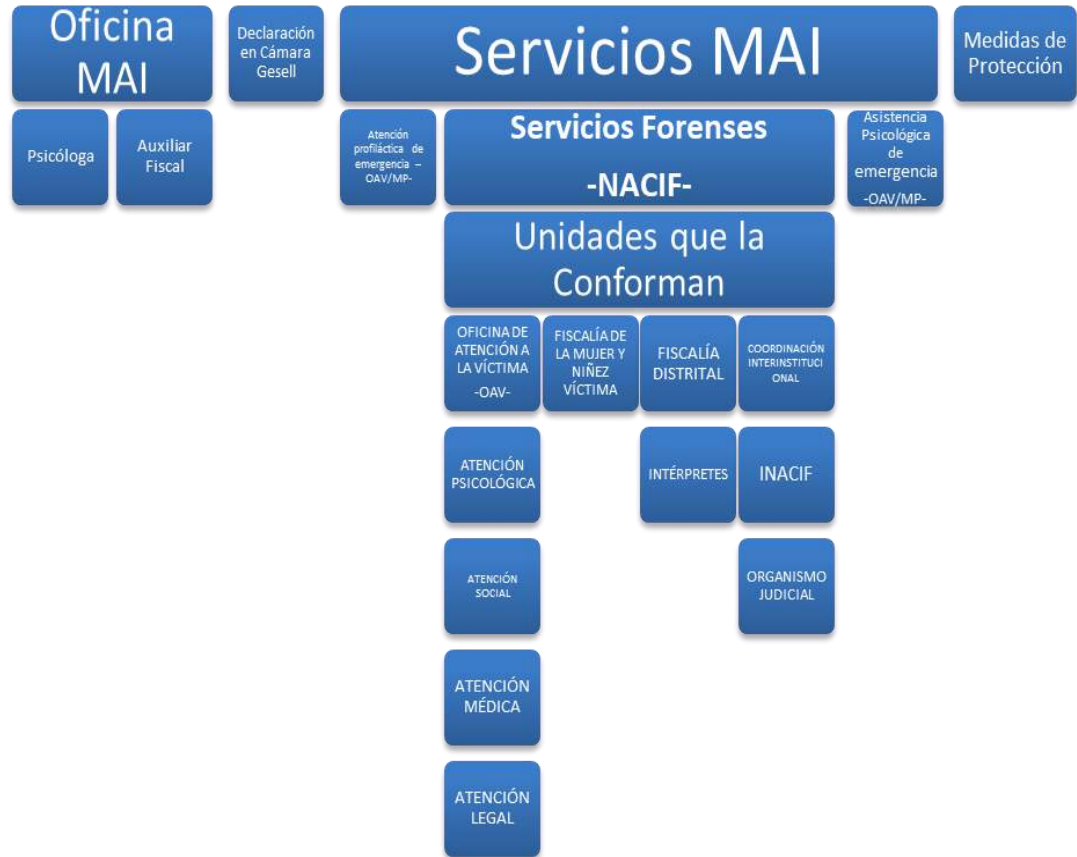 Oficina
MAI
Declaración
en Cámara
Gesell
Servicios MAI
Medidas de
Protección
Psicóloga
Auxiliar
Fiscal
Atención
profiláctica de
emergencia –
OAV/MP-
Servicios Forenses
-NACIF-
Asistencia
Psicológica
de
emergencia
-OAV/MP-
Unidades que la
Conforman
OFICINA DE
ATENCIÓN A
LA VÍCTIMA
-OAV-
FISCALÍA DE
LA MUJER Y
NIÑEZ
VÍCTIMA
FISCALÍA
DISTRITAL
COORDINACIÓN
INTERINSTITUCI
ONAL
ATENCIÓN
PSICOLÓGICA
INTÉRPRETES
INACIF
ATENCIÓN
SOCIAL
ORGANISMO
JUDICIAL
ATENCIÓN
MÉDICA
ATENCIÓN
LEGAL